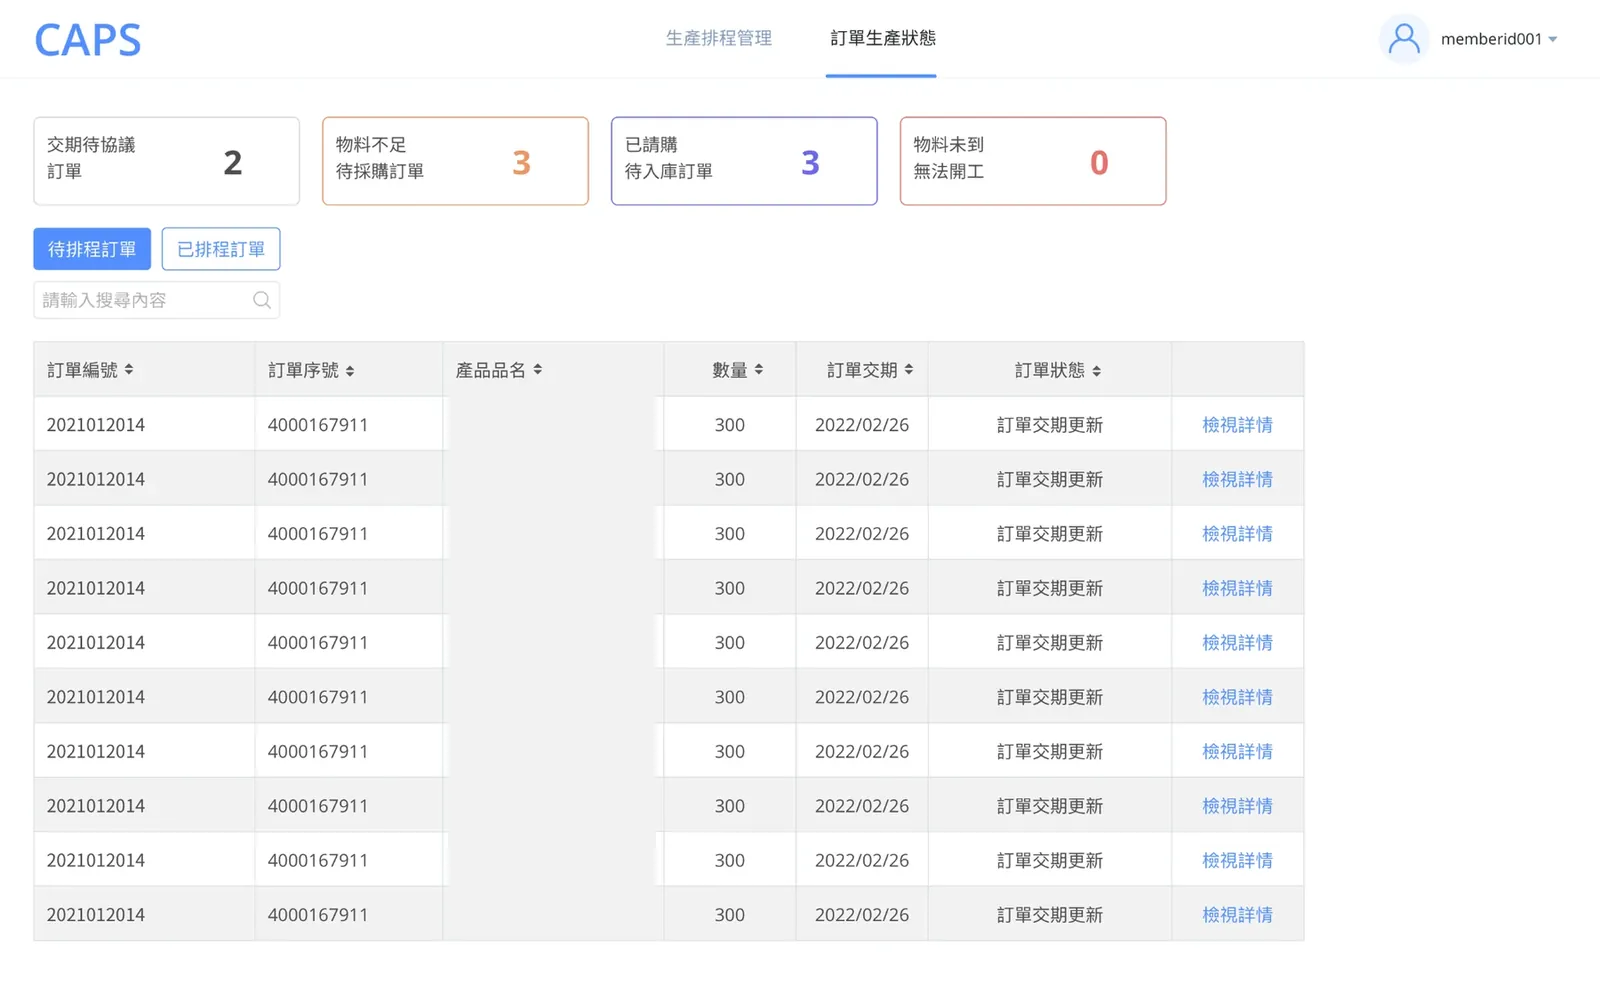 CAPS
生產排程管理
訂單生產狀態
memberid001
交期待協議
訂單
2
物料不足
待採購訂單
3
已請購
待入庫訂單
3
物料未到
無法開工
0
待排程訂單
已排程訂單
請輸入搜尋內容
訂單編號 訂單序號 產品品名 數量 訂單交期 訂單狀態
2021012014 4000167911 300 2022/02/26 訂單交期更新 檢視詳情
2021012014 4000167911 300 2022/02/26 訂單交期更新 檢視詳情
2021012014 4000167911 300 2022/02/26 訂單交期更新 檢視詳情
2021012014 4000167911 300 2022/02/26 訂單交期更新 檢視詳情
2021012014 4000167911 300 2022/02/26 訂單交期更新 檢視詳情
2021012014 4000167911 300 2022/02/26 訂單交期更新 檢視詳情
2021012014 4000167911 300 2022/02/26 訂單交期更新 檢視詳情
2021012014 4000167911 300 2022/02/26 訂單交期更新 檢視詳情
2021012014 4000167911 300 2022/02/26 訂單交期更新 檢視詳情
2021012014 4000167911 300 2022/02/26 訂單交期更新 檢視詳情